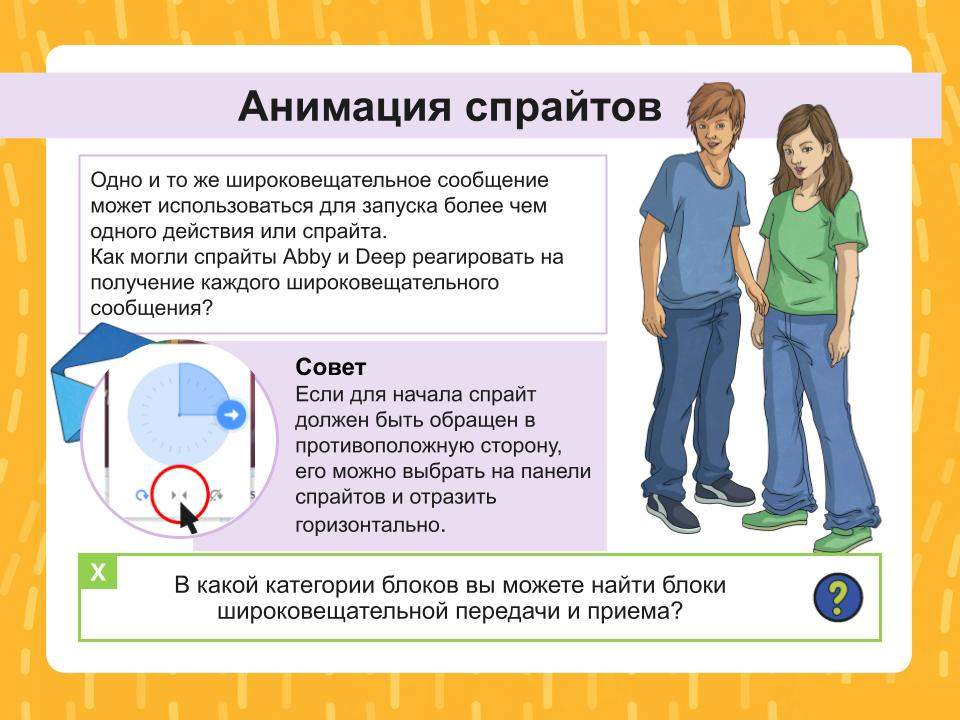 Анимация спрайтов
Одно и то же широковещательное сообщение
может использоваться для запуска более чем
одного действия или спрайта.
Как могли спрайты Abby и Deep реагировать на
получение каждого широковещательного
сообщения?
Совет
Если для начала спрайт
должен быть обращен в
противоположную сторону,
его можно выбрать на панели
спрайтов и отразить
горизонтально.
X
В какой категории блоков вы можете найти блоки
широковещательной передачи и приема?
?